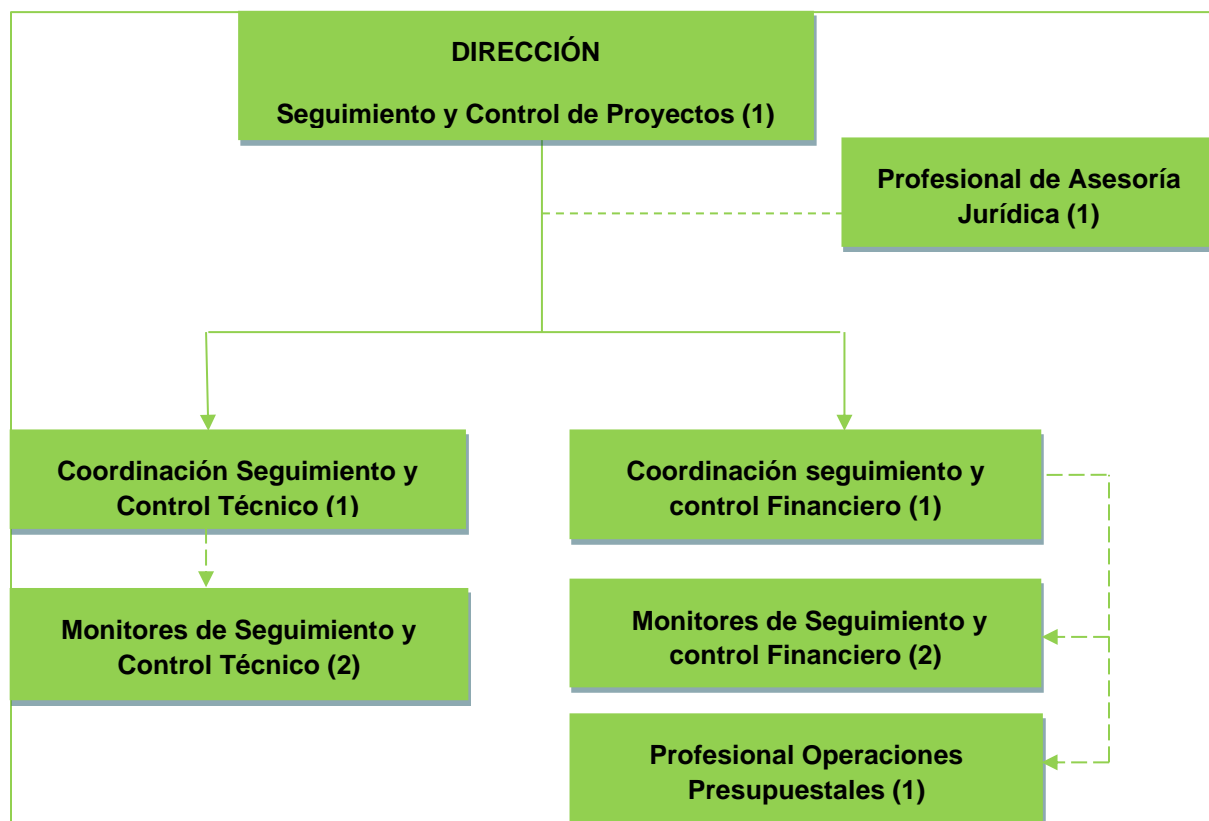 DIRECCIÓN
Seguimiento y Control de Proyectos (1)
Profesional de Asesoría
Jurídica (1)
Coordinación Seguimiento y
Control Técnico (1)
Coordinación seguimiento y
control Financiero (1)
Monitores de Seguimiento y
Control Técnico (2)
Monitores de Seguimiento y
control Financiero (2)
Profesional Operaciones
Presupuestales (1)